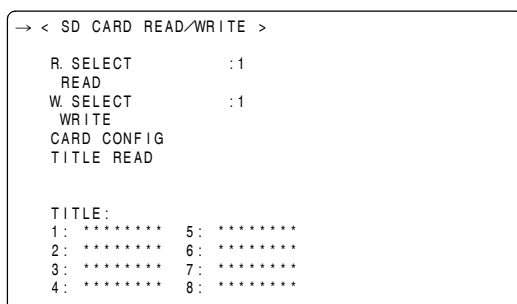 → < SD CARD READ/WRITE >
R. SELECT :1
READ
W. SELECT :1
WRITE
CARD CONFIG
TITLE READ
TITLE:
1: ******** 5: ********
2: ******** 6: ********
3: ******** 7: ********
4: ******** 8: ********